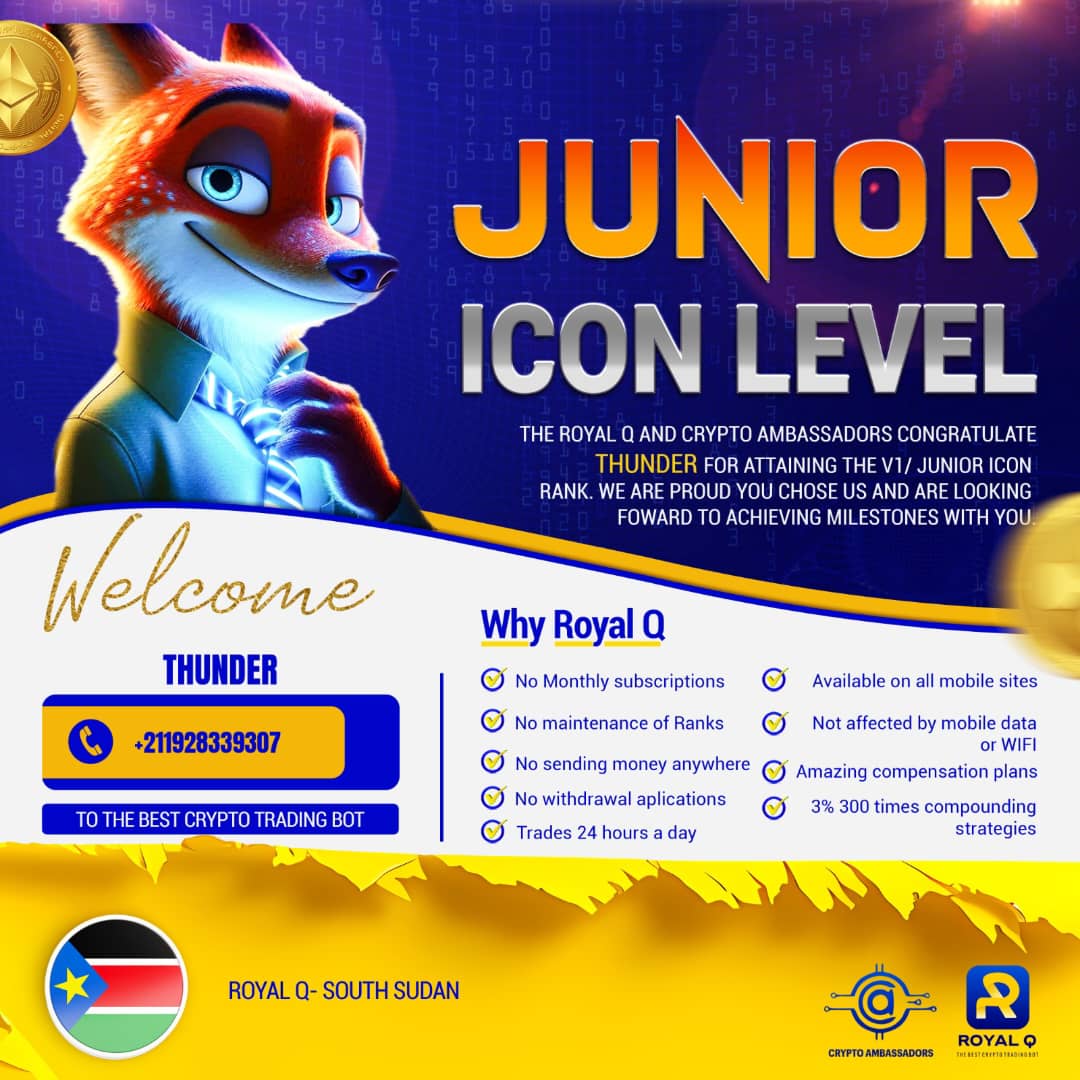 JUNIOR
ICON LEVEL
THE ROYAL Q AND CRYPTO AMBASSADORS CONGRATULATE
THUNDER FOR ATTAINING THE V1/ JUNIOR ICON
RANK. WE ARE PROUD YOU CHOSE US AND ARE LOOKING
FOWARD TO ACHIEVING MILESTONES WITH YOU.
Welcome
THUNDER
+211928339307
TO THE BEST CRYPTO TRADING BOT
Why Royal Q
No Monthly subscriptions
No maintenance of Ranks
No sending money anywhere
No withdrawal aplications
Trades 24 hours a day
Available on all mobile sites
Not affected by mobile data
or WIFI
Amazing compensation plans
3% 300 times compounding
strategies
ROYAL Q- SOUTH SUDAN
@
CRYPTO AMBASSADORS
R
ROYAL Q
THE BEST CRYPTO TRADING BOT